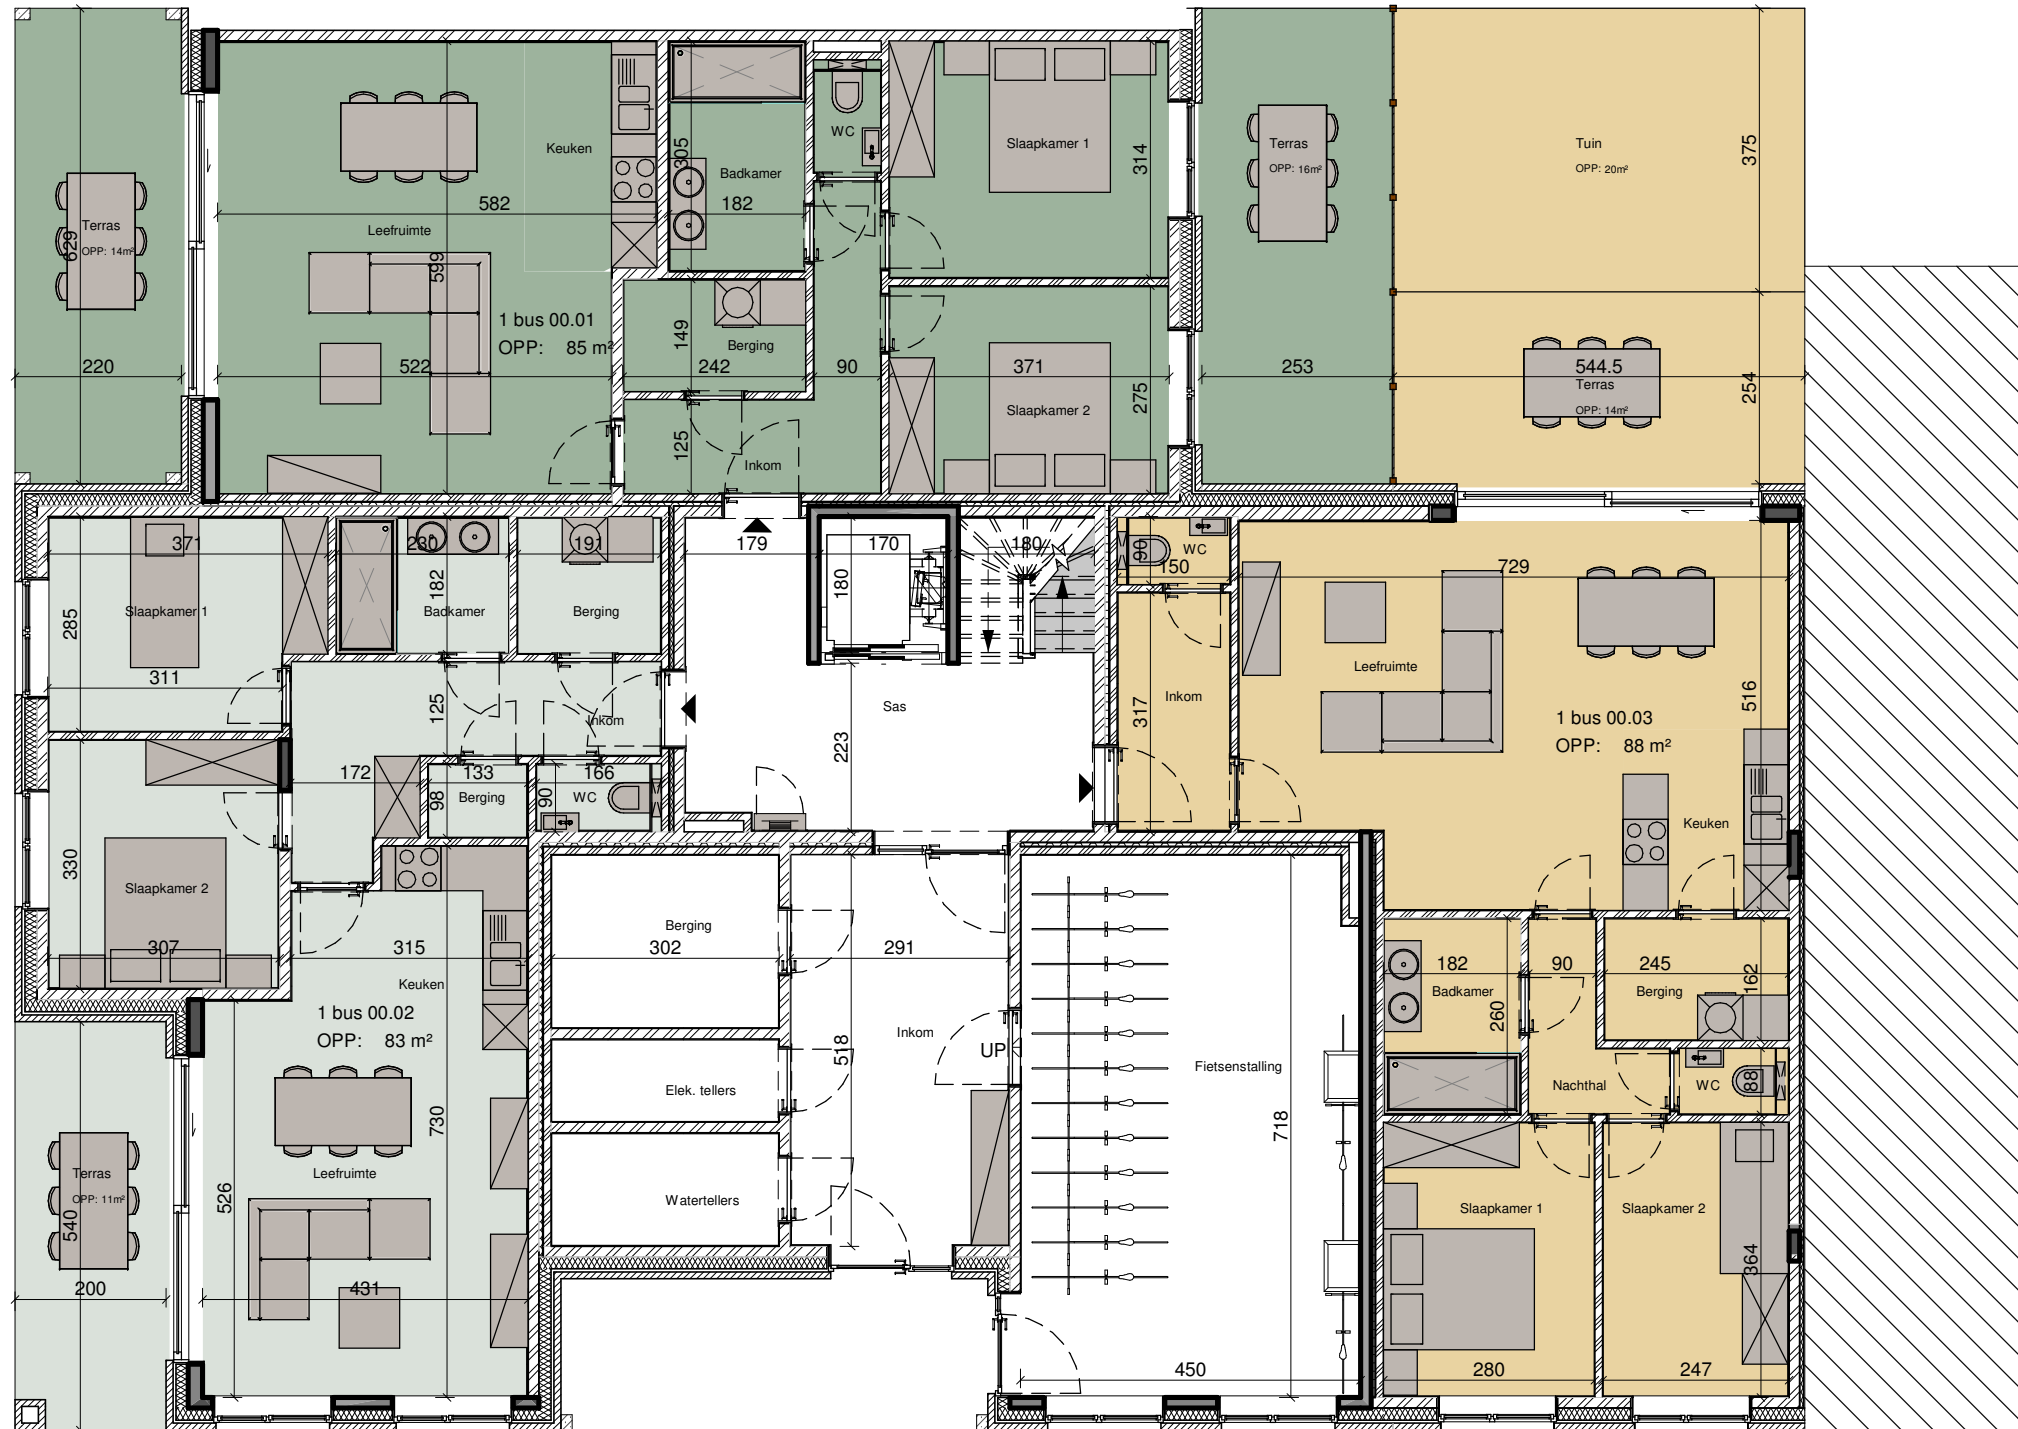 Keuken
WC
Badkamer
Slaapkamer 1
314
Terras
OPP: 16m²
Tuin
OPP: 20m²
375
305
582
182
Terras
OPP: 14m²
629
Leefruimte
599
1 bus 00.01
OPP: 85 m²
149
Berging
220
522
242
90
371
253
544.5
Terras
OPP: 14m²
254
275
Slaapkamer 2
125
Inkom
371
230
191
179
170
180
90
WC
150
729
182
180
285
Slaapkamer 1
Badkamer
Berging
311
125
Inkom
Sas
317
Inkom
Leefruimte
516
1 bus 00.03
OPP: 88 m²
223
172
133
166
98
Berging
90
WC
Keuken
330
Slaapkamer 2
Berging
307
315
302
291
182
90
245
162
Keuken
Badkamer
Berging
260
1 bus 00.02
OPP: 83 m²
518
Inkom
UP
Fietsenstalling
Elek. tellers
Nachthal
WC
88
730
718
Leefruimte
Terras
OPP: 11m²
540
526
Watertellers
Slaapkamer 1
Slaapkamer 2
364
200
431
450
280
247